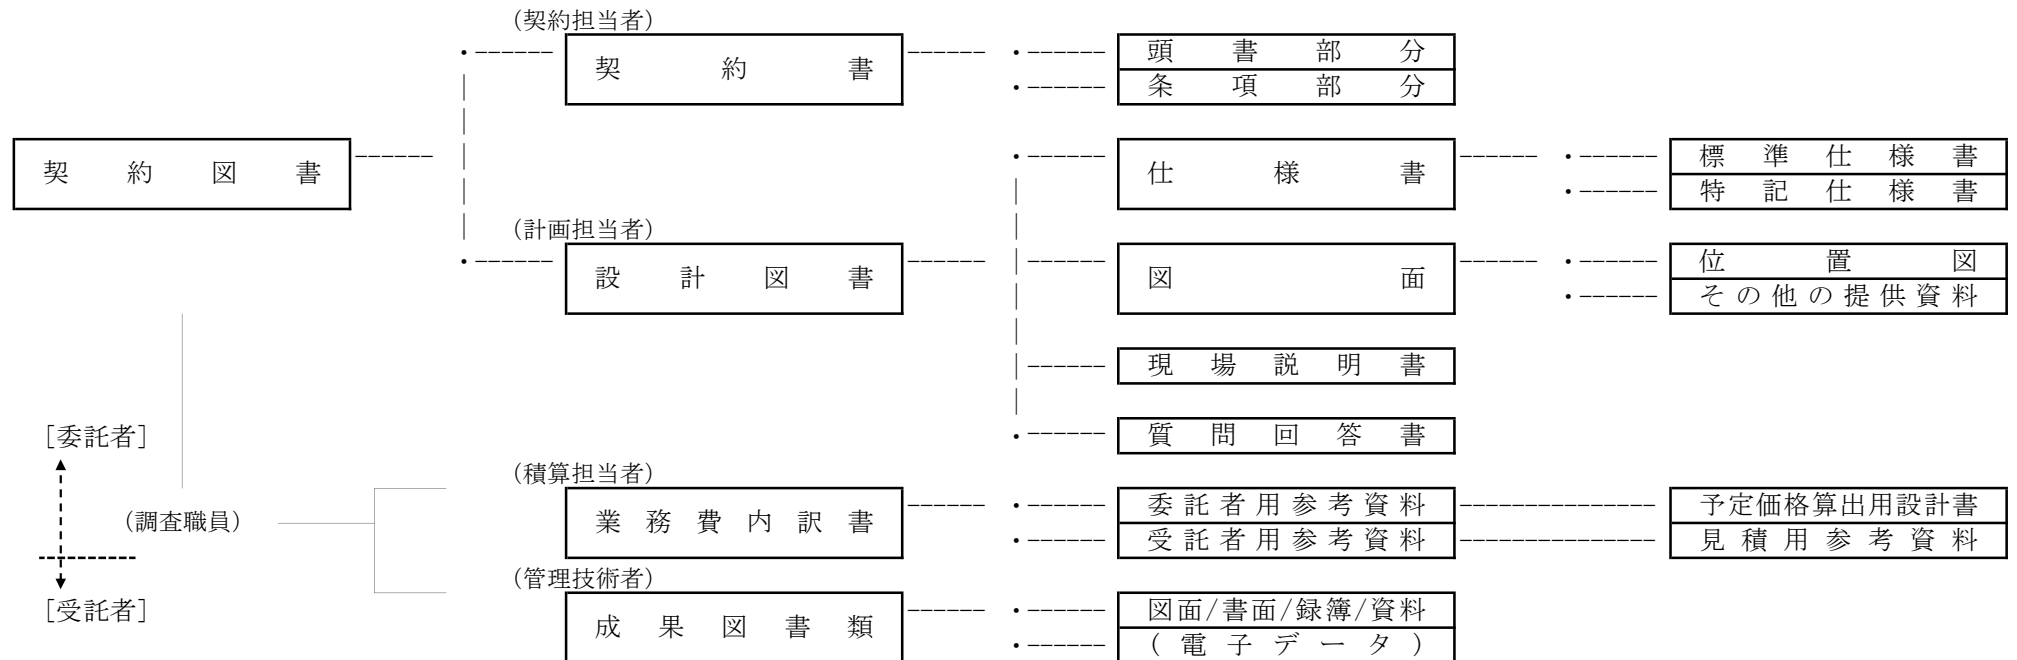 (契約担当者)
契約書
頭書部分
条項部分
契約図書
仕様書
標準仕様書
特記仕様書
(計画担当者)
設計図書
図面
位置図
その他の提供資料
現場説明書
質問回答書
[委託者]
(調査職員)
[受託者]
(積算担当者)
業務費内訳書
委託者用参考資料
予定価格算出用設計書
受託者用参考資料
見積用参考資料
(管理技術者)
成果図書類
図面/書面/録簿/資料
(電子データ)